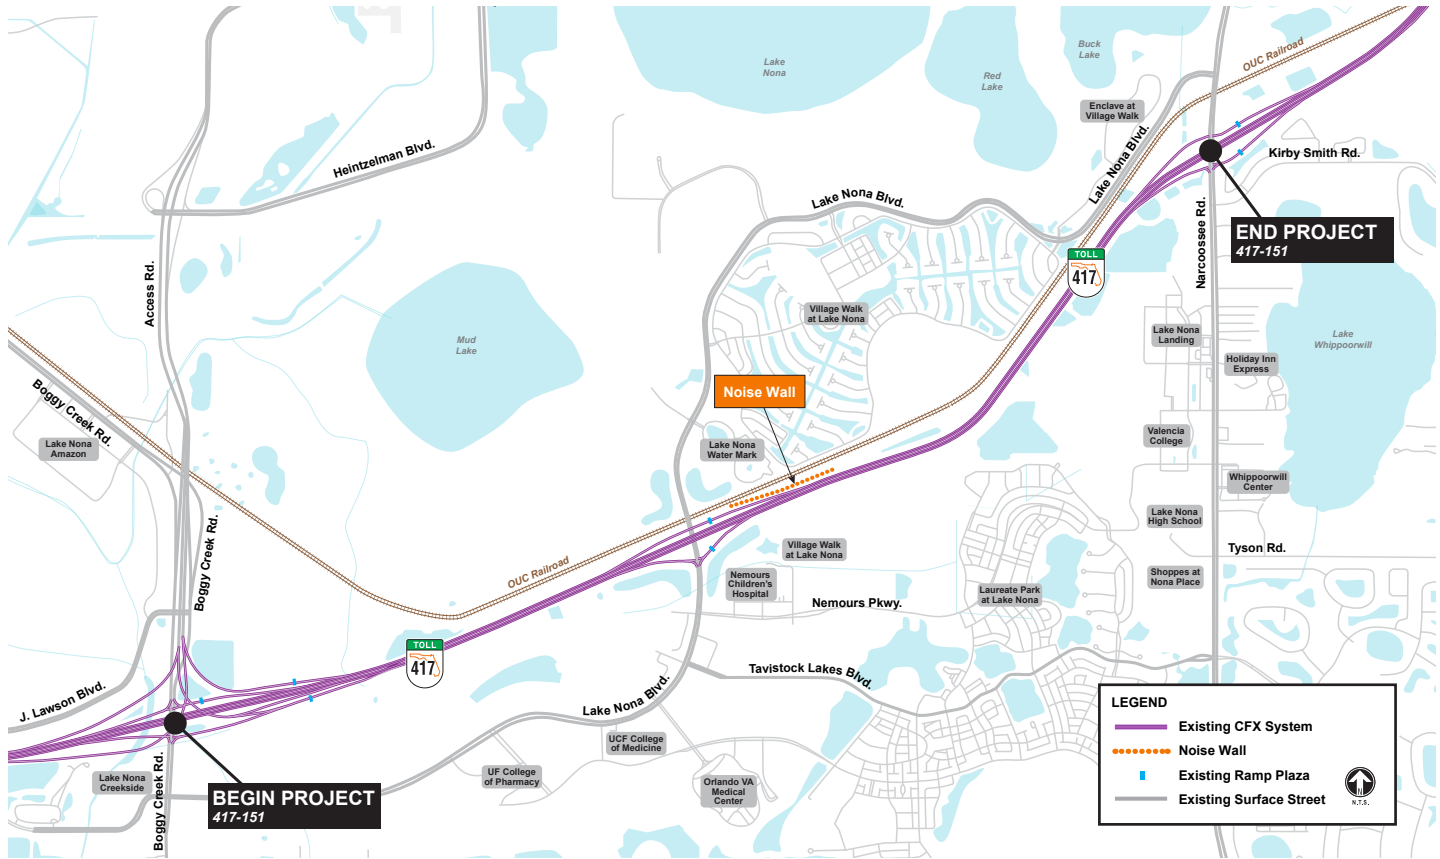 Buck
Lake
OUC Railroad
Lake
Nona
Red
Lake
Enclave at
Village Walk
Lake Nona Blvd.
Heintzelman Blvd.
Kirby Smith Rd.
Lake Nona Blvd.
Narcoossee Rd.
END PROJECT
417-151
TOLL
417
Access Rd.
Village Walk
at Lake Nona
Lake Nona
Landing
Lake
Whippoorwill
Mud
Lake
Holiday Inn
Express
Boggy Creek Rd.
Noise Wall
Lake Nona
Amazon
Lake Nona
Water Mark
Valencia
College
Whippoorwill
Center
Lake Nona
High School
Boggy Creek Rd.
Village Walk
at Lake Nona
Tyson Rd.
OUC Railroad
Nemours
Children's
Hospital
Shoppes at
Nona Place
Laureate Park
at Lake Nona
Nemours Pkwy.
TOLL
417
Tavistock Lakes Blvd.
J. Lawson Blvd.
Lake Nona Blvd.
UCF College
of Medicine
UF College
of Pharmacy
Orlando VA
Medical
Center
Lake Nona
Creekside
Boggy Creek Rd.
BEGIN PROJECT
417-151
LEGEND
Existing CFX System
Noise Wall
Existing Ramp Plaza
Existing Surface Street
N
N.T.S.